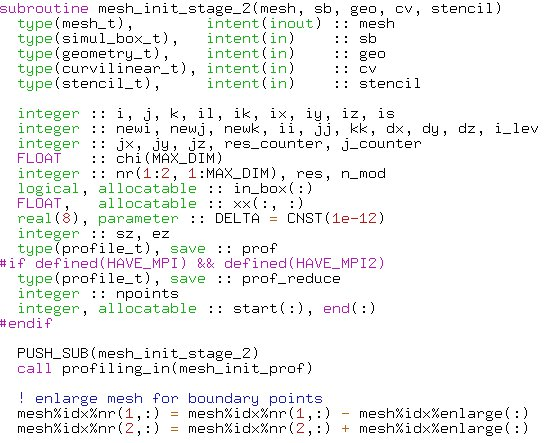 subroutine mesh_init_stage_2(mesh, sb, geo, cv, stencil)
  type(mesh_t),        intent(inout) :: mesh
  type(simul_box_t),   intent(in)    :: sb
  type(geometry_t),    intent(in)    :: geo
  type(curvilinear_t), intent(in)    :: cv
  type(stencil_t),     intent(in)    :: stencil

  integer :: i, j, k, il, ik, ix, iy, iz, is
  integer :: newi, newj, newk, ii, jj, kk, dx, dy, dz, i_lev
  integer :: jx, jy, jz, res_counter, j_counter
  FLOAT   :: chi(MAX_DIM)
  integer :: nr(1:2, 1:MAX_DIM), res, n_mod
  logical, allocatable :: in_box(:)
  FLOAT,   allocatable :: xx(:, :)
  real(8), parameter :: DELTA = CNST(1e-12)
  integer :: sz, ez
  type(profile_t), save :: prof
#if defined(HAVE_MPI) && defined(HAVE_MPI2)
  type(profile_t), save :: prof_reduce
  integer :: npoints
  integer, allocatable :: start(:), end(:)
#endif

  PUSH_SUB(mesh_init_stage_2)
  call profiling_in(mesh_init_prof)

  ! enlarge mesh for boundary points
  mesh%idx%nr(1,:) = mesh%idx%nr(1,:) - mesh%idx%enlarge(:)
  mesh%idx%nr(2,:) = mesh%idx%nr(2,:) + mesh%idx%enlarge(:)